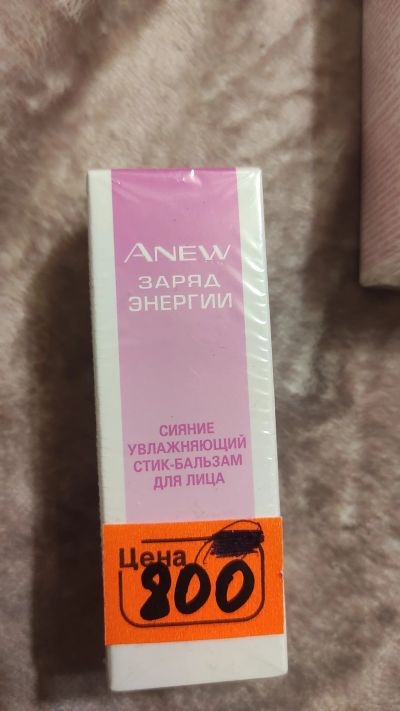 ANEW
ЗАРЯД
ЭНЕРГИИ
СИЯНИЕ
УВЛАЖНЯЮЩИЙ
СТИК-БАЛЬЗАМ
ДЛЯ ЛИЦА
Цена
800